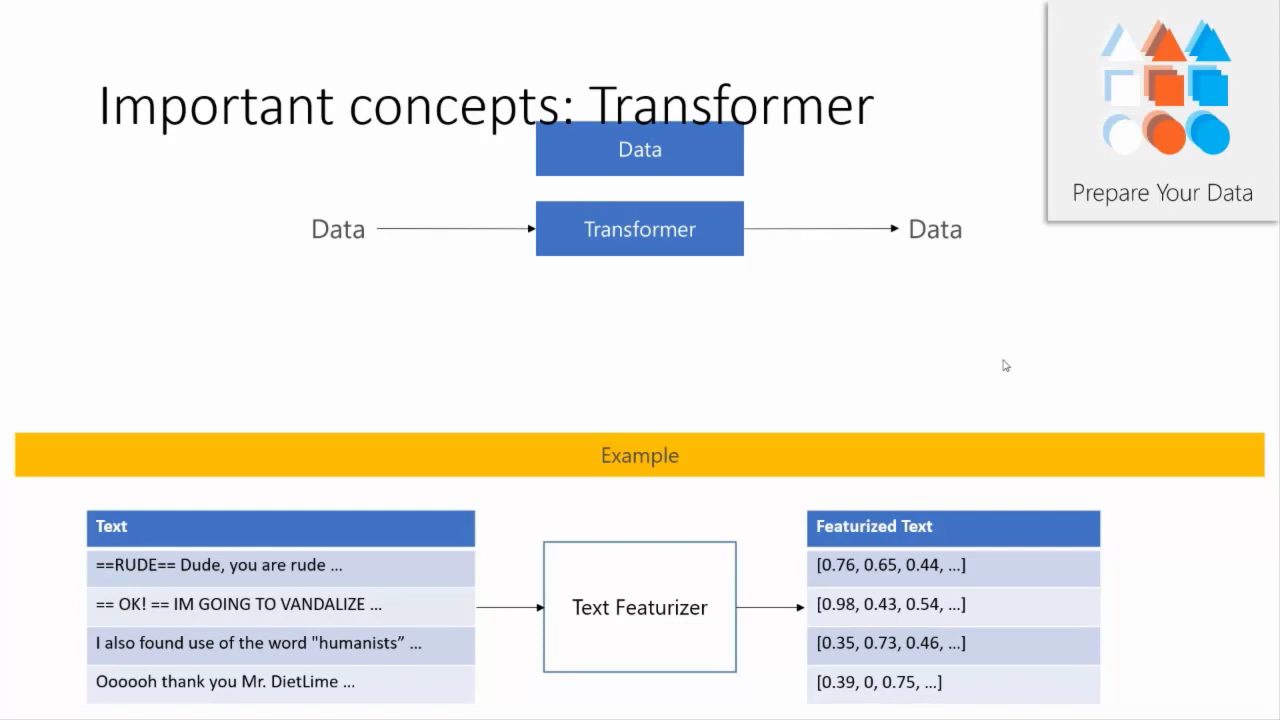 Important concepts: Transformer
Prepare Your Data
Data
Data
Transformer
Data
Example
Text
==RUDE== Dude, you are rude ...
== OK! == IM GOING TO VANDALIZE ...
I also found use of the word "humanists” ...
Oooooh thank you Mr. DietLime ...
Text Featurizer
Featurized Text
[0.76, 0.65, 0.44, ...]
[0.98, 0.43, 0.54, ...]
[0.35, 0.73, 0.46, ...]
[0.39, 0, 0.75, ...]